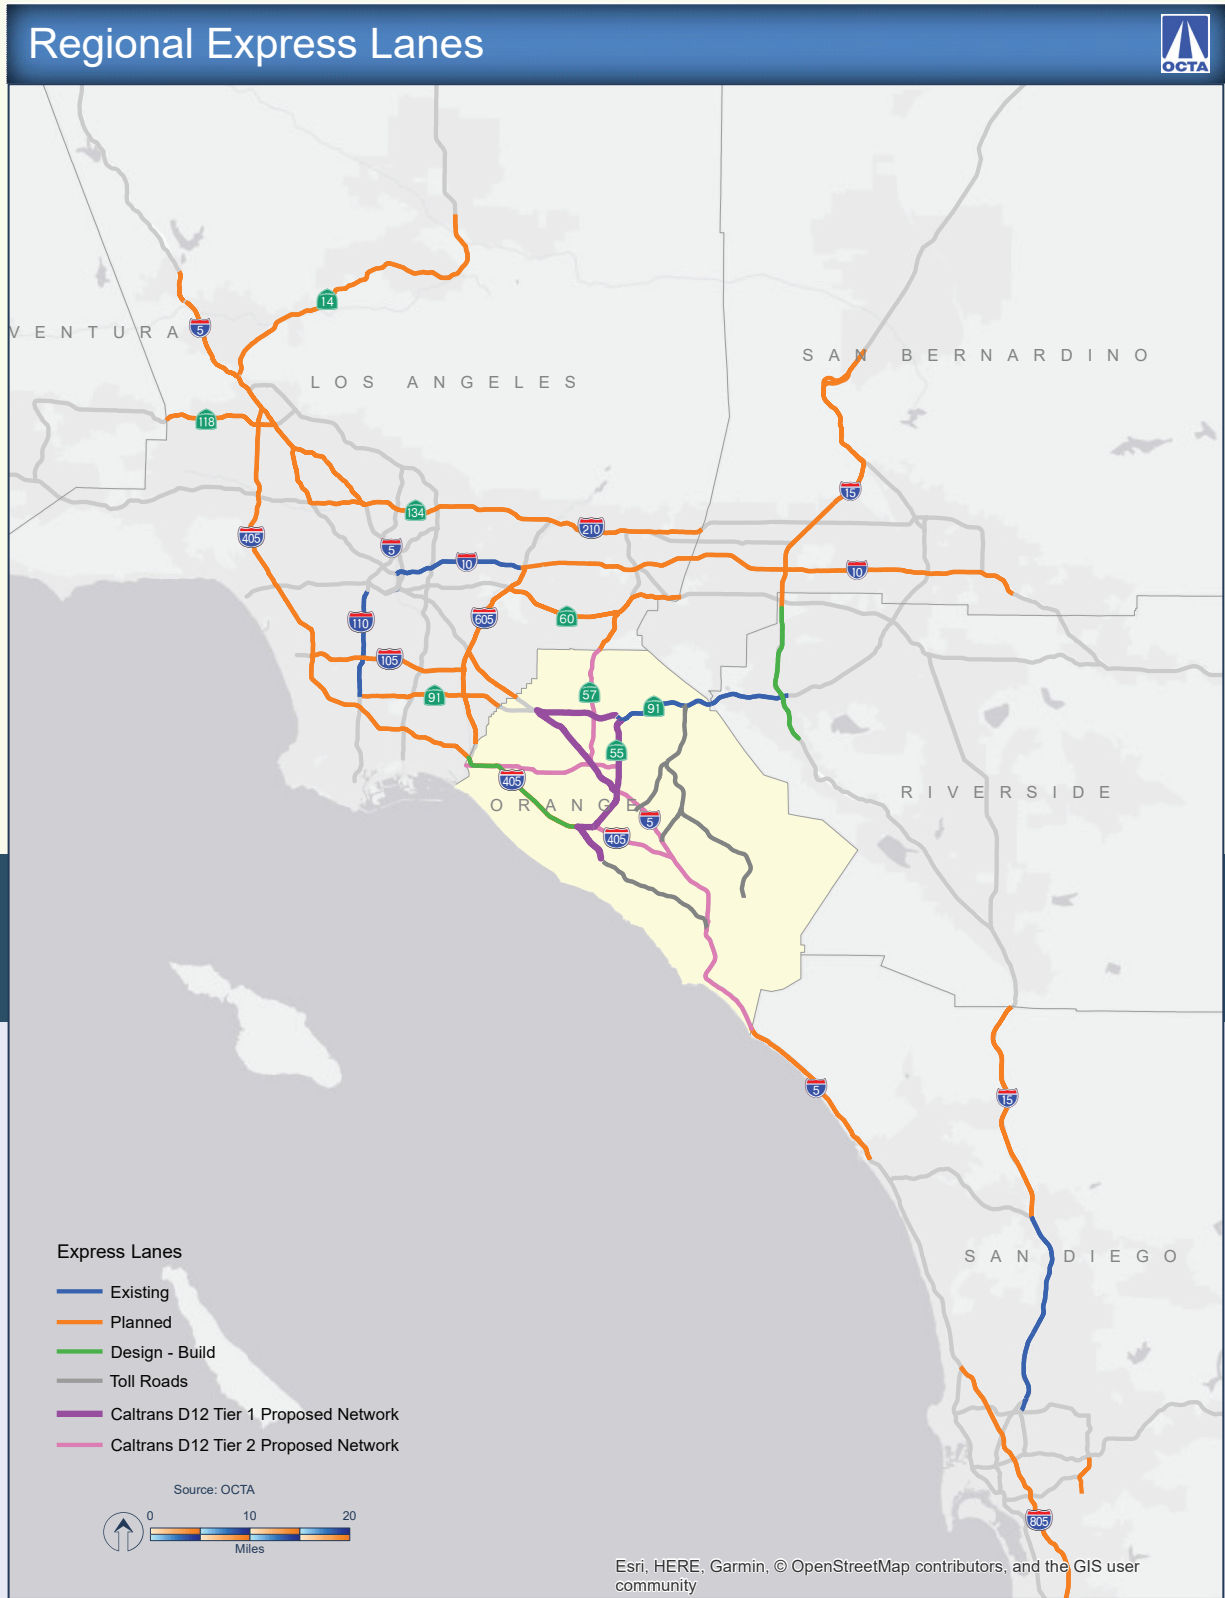 Regional Express Lanes
OCTA
14
5
VENTURA
SAN BERNARDINO
LOS ANGELES
118
15
134
210
405
5
10
10
110
605
60
105
57
91
91
55
405
ORANGE
RIVERSIDE
5
405
5
15
SAN DIEGO
Express Lanes
Existing
Planned
Design - Build
Toll Roads
Caltrans D12 Tier 1 Proposed Network
Caltrans D12 Tier 2 Proposed Network
Source: OCTA
0 10 20
Miles
805
Esri, HERE, Garmin, © OpenStreetMap contributors, and the GIS user
community